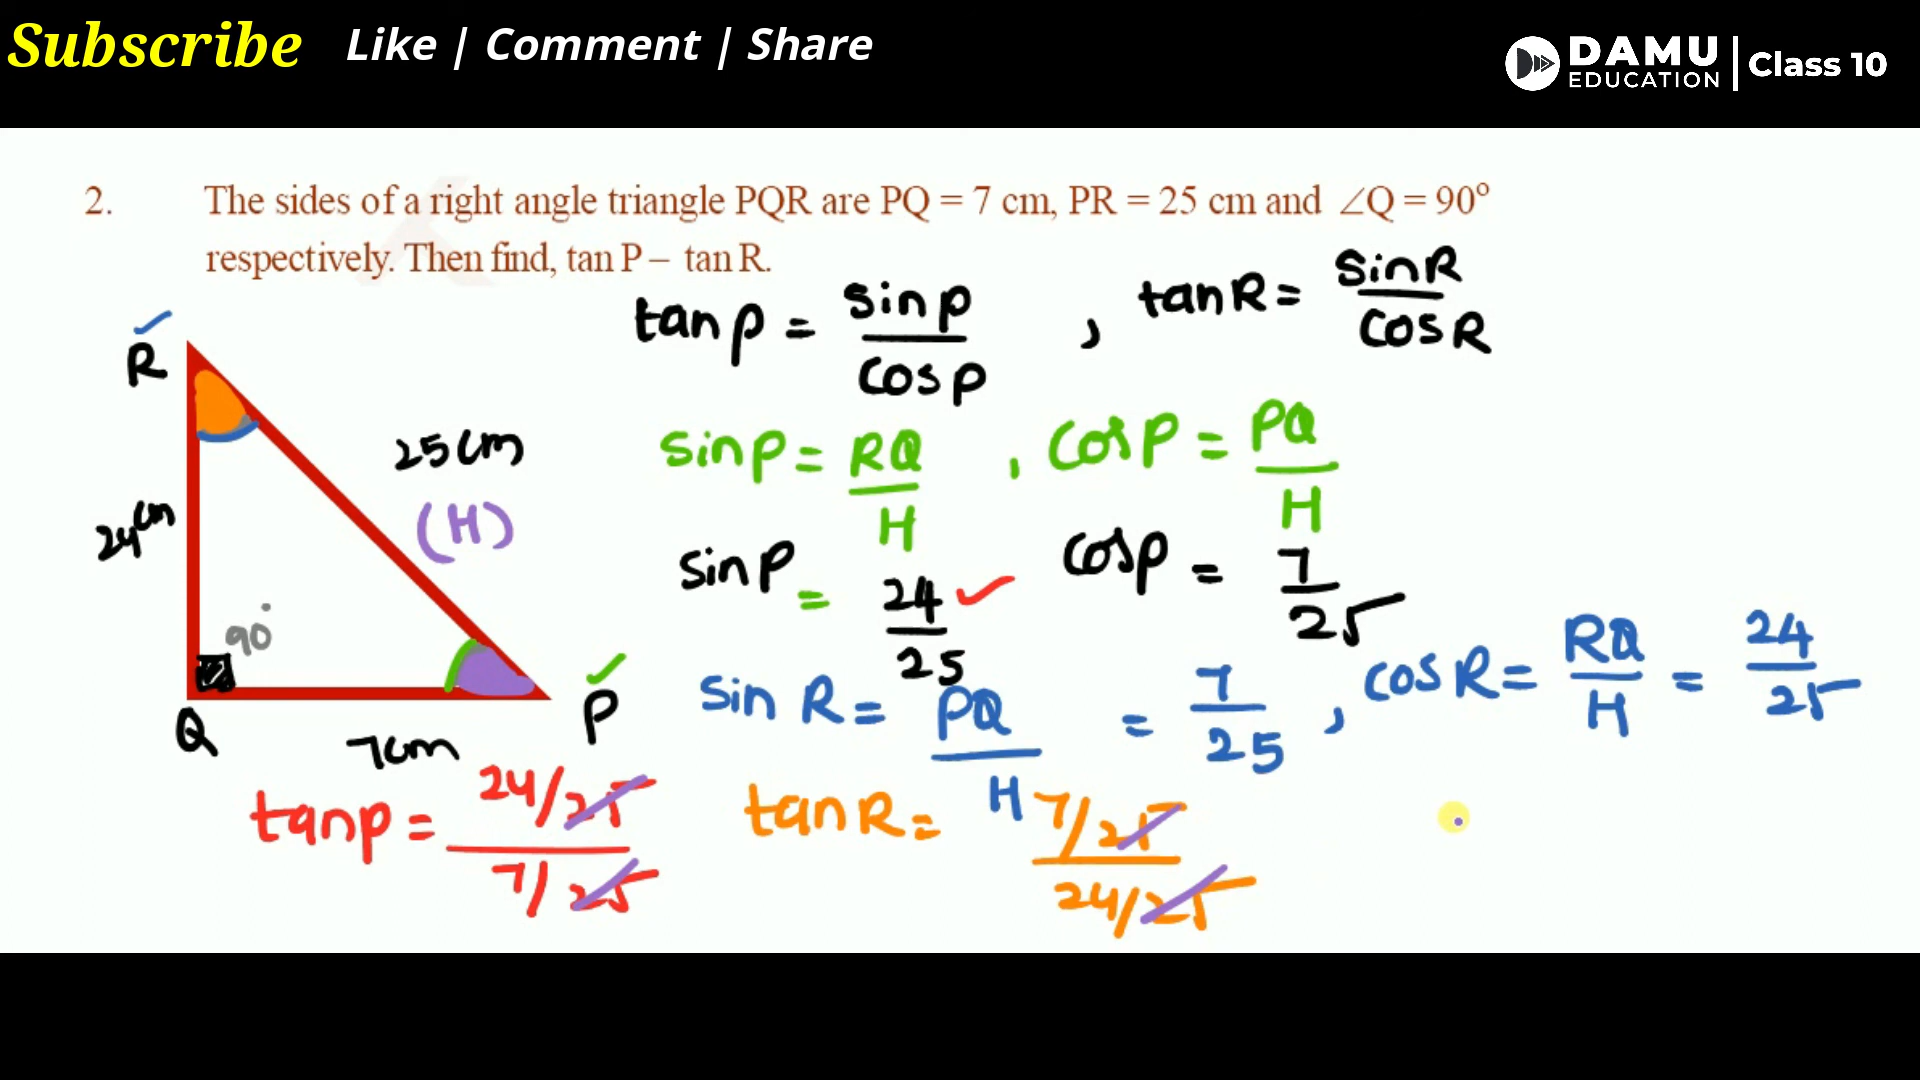 Subscribe Like | Comment | Share
DAMU EDUCATION | Class 10
2. The sides of a right angle triangle PQR are PQ = 7 cm, PR = 25 cm and ∠Q = 90°
respectively. Then find, tan P – tan R.
tan P = sin P / cos P , tan R = sin R / cos R
R
sin P = RQ / H , cos P = PQ / H
25 cm
(H)
24 cm
sin P = 24 / 25 cos P = 7 / 25
90°
sin R = PQ / H = 7 / 25 , cos R = RQ / H = 24 / 25
Q P
7 cm
tan P = 24/25 / 7/25 tan R = 7/25 / 24/25